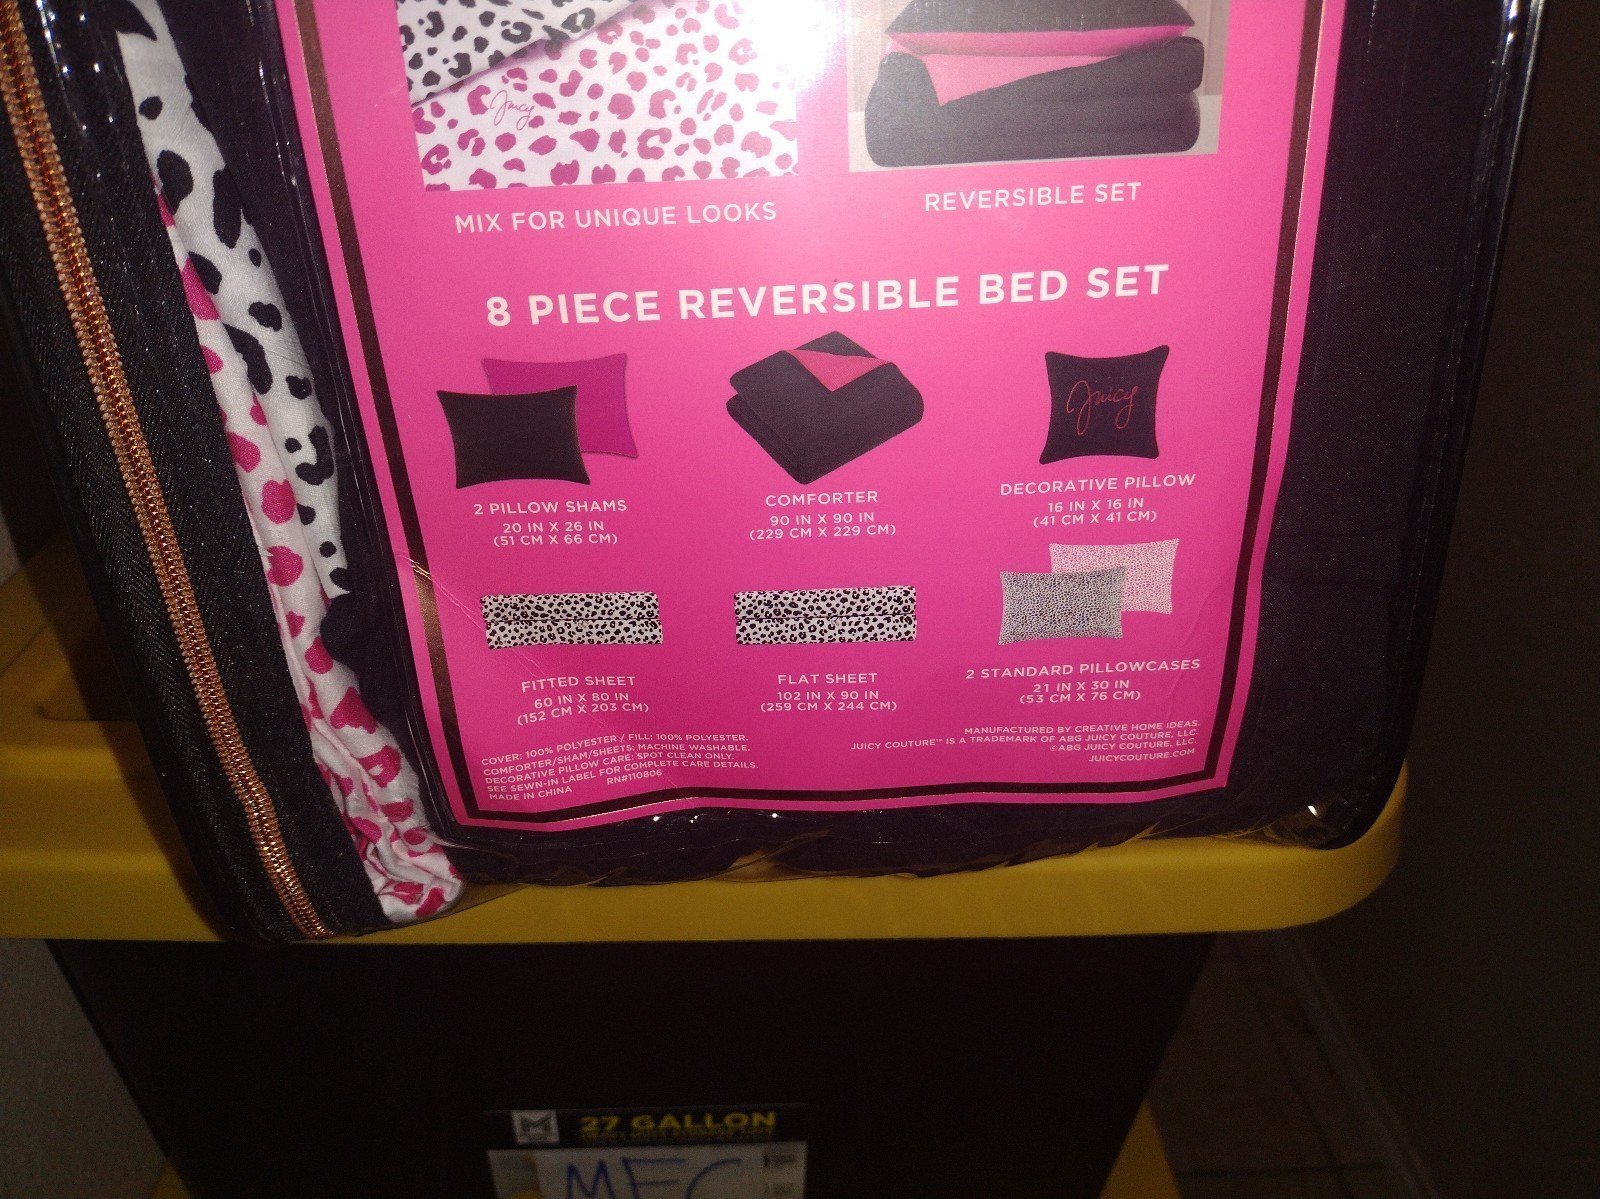 Juicy
MIX FOR UNIQUE LOOKS
REVERSIBLE SET
8 PIECE REVERSIBLE BED SET
Juicy
2 PILLOW SHAMS
20 IN X 26 IN
(51 CM X 66 CM)
COMFORTER
90 IN X 90 IN
(229 CM X 229 CM)
DECORATIVE PILLOW
16 IN X 16 IN
(41 CM X 41 CM)
FITTED SHEET
60 IN X 80 IN
(152 CM X 203 CM)
FLAT SHEET
102 IN X 90 IN
(259 CM X 244 CM)
2 STANDARD PILLOWCASES
21 IN X 30 IN
(53 CM X 76 CM)
COVER: 100% POLYESTER / FILL: 100% POLYESTER.
COMFORTER/SHAM/SHEETS: MACHINE WASHABLE.
DECORATIVE PILLOW CARE: SPOT CLEAN ONLY.
SEE SEWN-IN LABEL FOR COMPLETE CARE DETAILS.
MADE IN CHINA RN#110806
MANUFACTURED BY CREATIVE HOME IDEAS.
JUICY COUTURE™ IS A TRADEMARK OF ABG JUICY COUTURE, LLC.
©ABG JUICY COUTURE, LLC.
JUICYCOUTURE.COM
27 GALLON